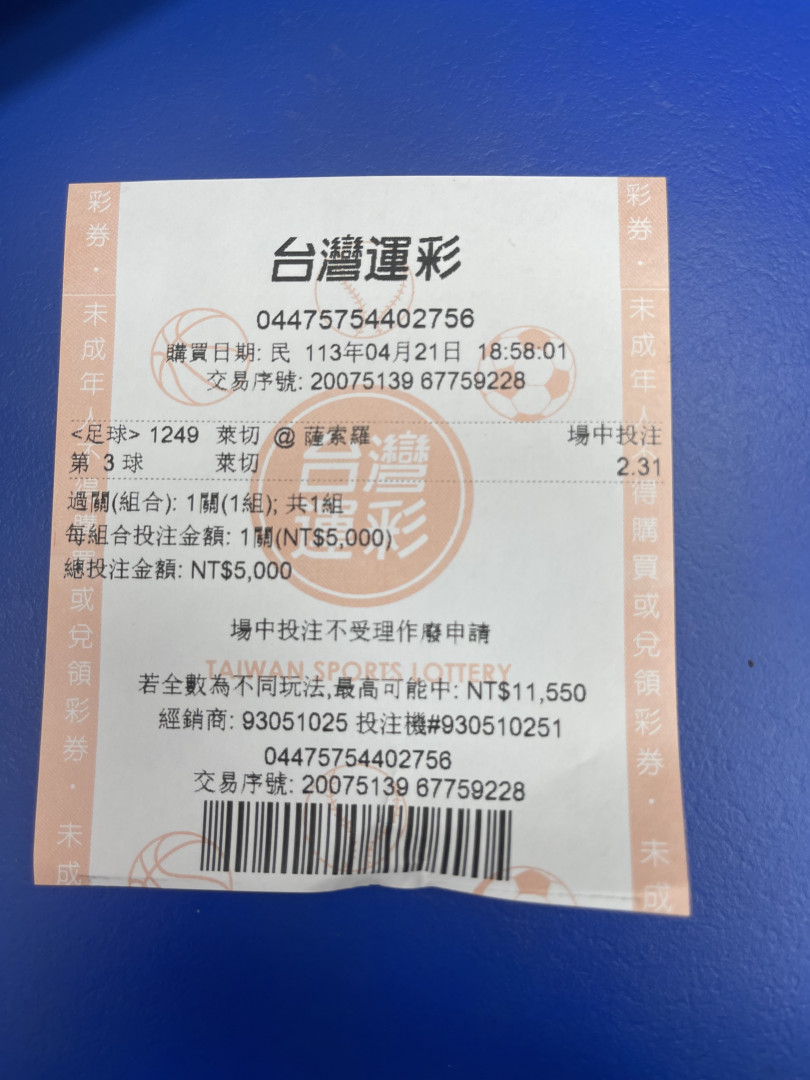 台灣運彩
04475754402756
購買日期: 民 113年04月21日 18:58:01
交易序號: 20075139 67759228
<足球> 1249 萊切 @ 薩索羅 場中投注
第 3 球 萊切 2.31
過關(組合): 1關(1組); 共1組
每組合投注金額: 1關(NT$5,000)
總投注金額: NT$5,000
場中投注不受理作廢申請
TAIWAN SPORTS LOTTERY
若全數為不同玩法,最高可能中: NT$11,550
經銷商: 93051025 投注機#930510251
04475754402756
交易序號: 20075139 67759228
台灣
運彩
彩券・未成年人不得購買或兌領彩券・未成
彩券・未成年人不得購買或兌領彩券・未成